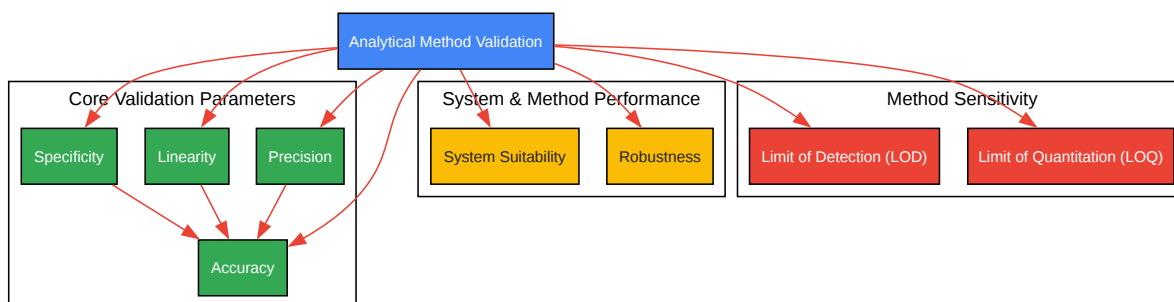 Analytical Method Validation
Core Validation Parameters
System & Method Performance
Method Sensitivity
Specificity
Linearity
Precision
System Suitability
Robustness
Limit of Detection (LOD)
Limit of Quantitation (LOQ)
Accuracy